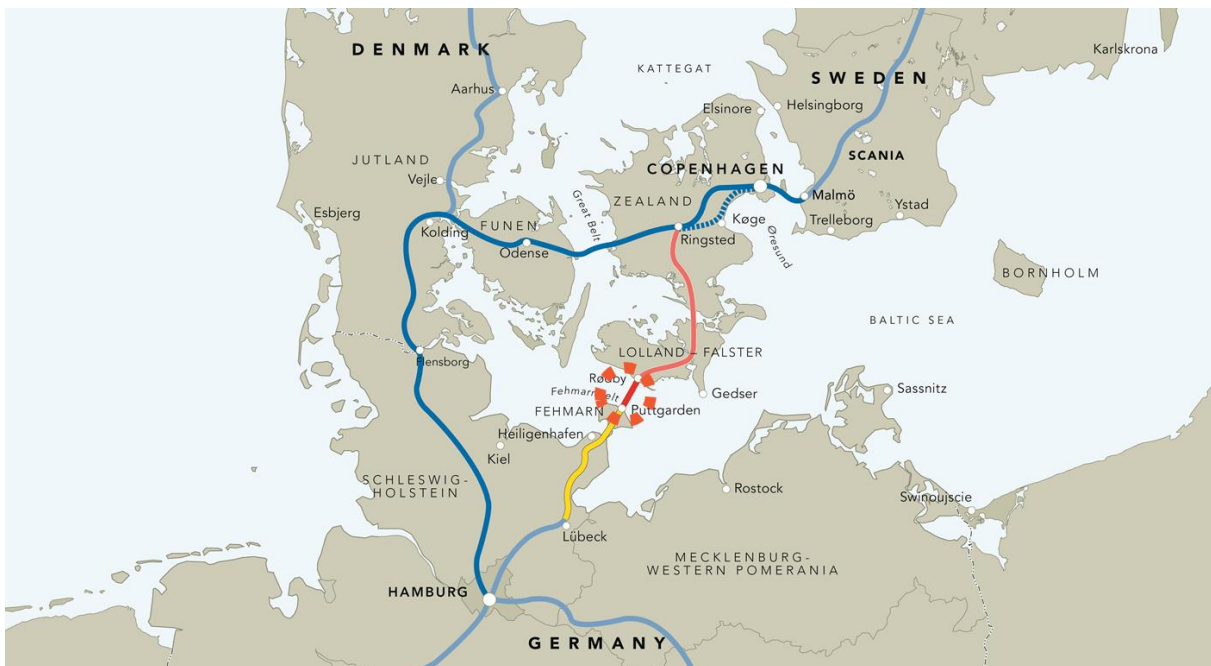 DENMARK
Karlskrona
KATTEGAT
SWEDEN
Aarhus
Elsinore
Helsingborg
JUTLAND
COPENHAGEN
SCANIA
Vejle
Malmö
Great Belt
ZEALAND
Ystad
Esbjerg
Kolding
FUNEN
Køge
Trelleborg
Odense
Ringsted
Øresund
BORNHOLM
BALTIC SEA
Flensborg
LOLLAND – FALSTER
Rødby
Sassnitz
Fehmarnbelt
Gedser
FEHMARN
Puttgarden
Heiligenhafen
Kiel
SCHLESWIG-
HOLSTEIN
Rostock
Swinoujscie
Lübeck
MECKLENBURG-
WESTERN POMERANIA
HAMBURG
GERMANY